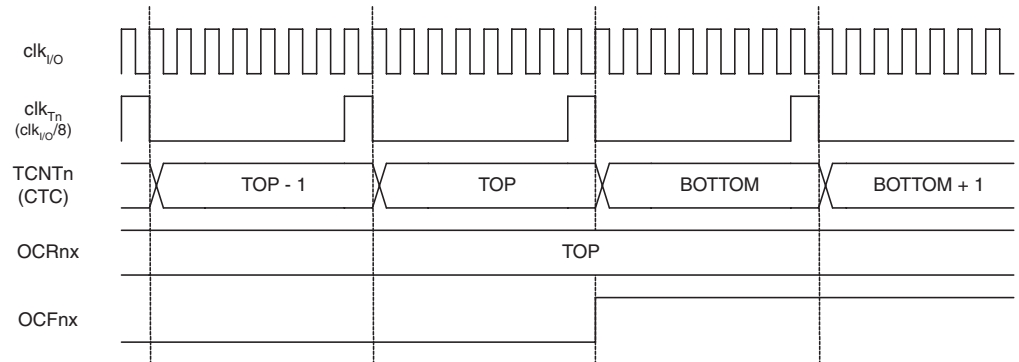 clkI/O
clkTn
(clkI/O/8)
TCNTn
(CTC)
TOP - 1
TOP
BOTTOM
BOTTOM + 1
OCRnx
TOP
OCFnx